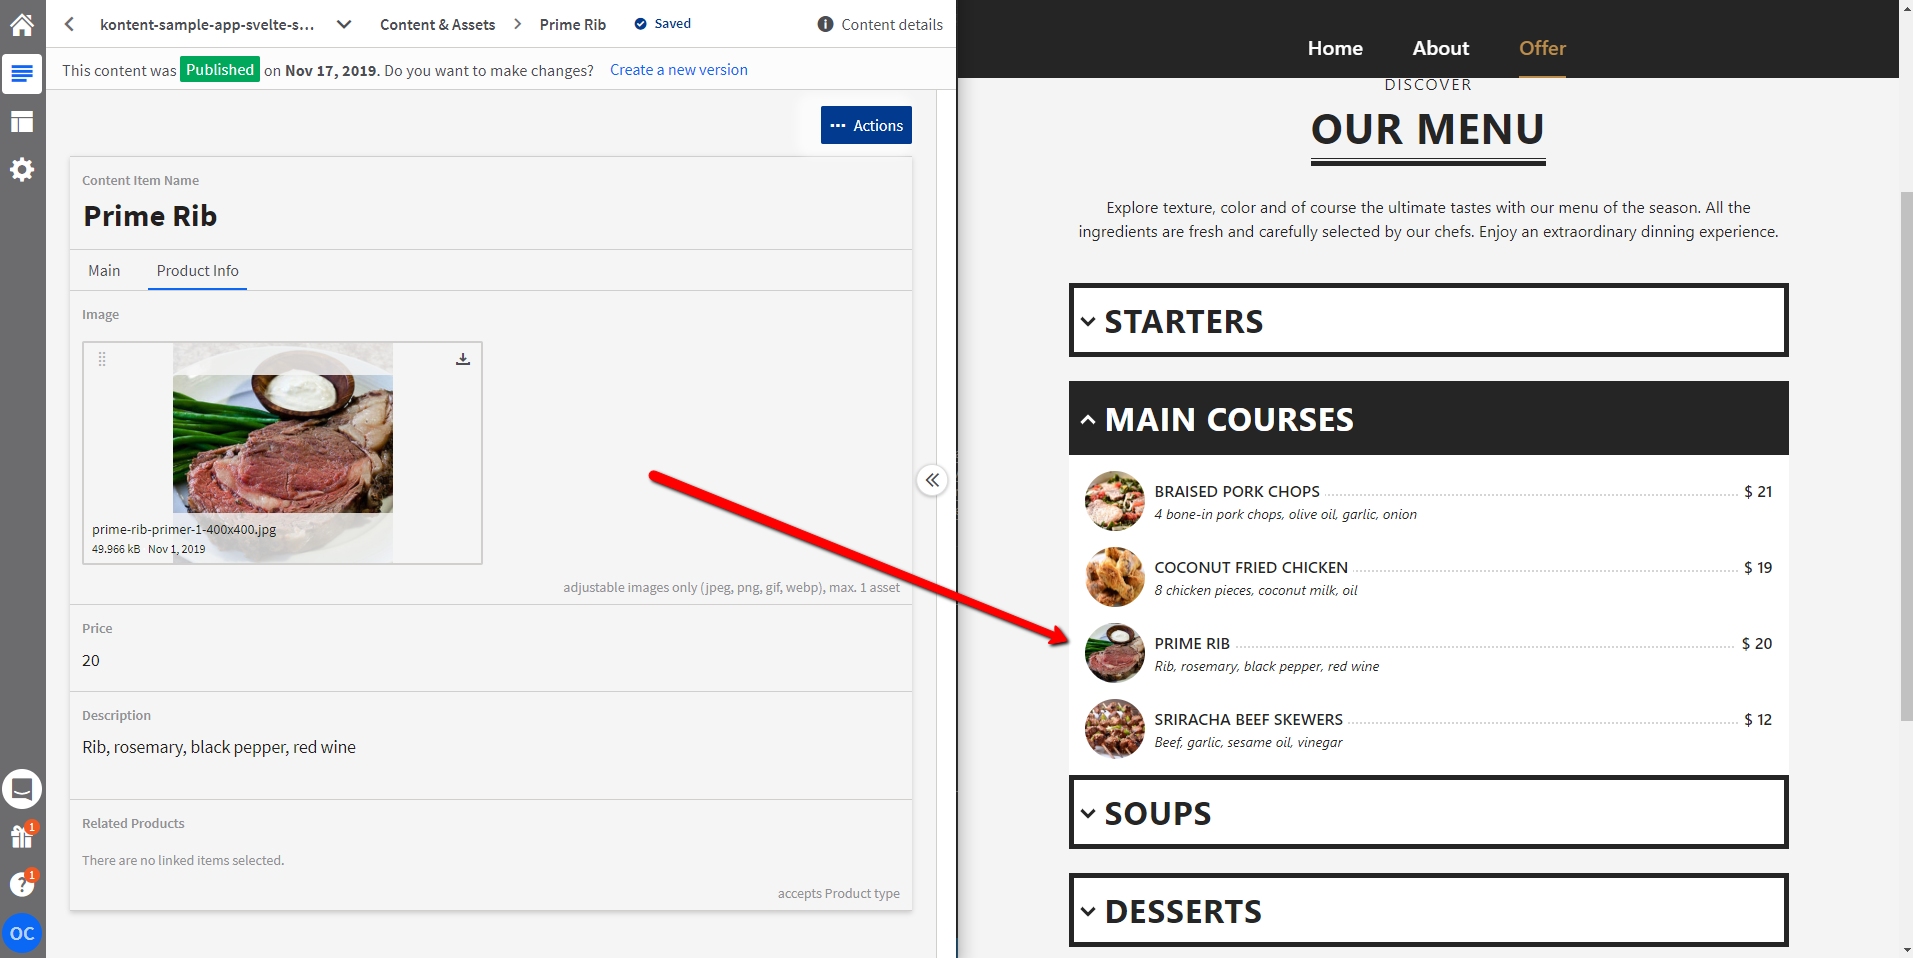 kontent-sample-app-svelte-s...
Content & Assets
Prime Rib
Saved
Content details
This content was Published on Nov 17, 2019. Do you want to make changes? Create a new version
Actions
Content Item Name
Prime Rib
Main
Product Info
Image
prime-rib-primer-1-400x400.jpg
49.966 kB Nov 1, 2019
adjustable images only (jpeg, png, gif, webp), max. 1 asset
Price
20
Description
Rib, rosemary, black pepper, red wine
Related Products
There are no linked items selected.
accepts Product type
1
1
OC
Home
About
Offer
DISCOVER
OUR MENU
Explore texture, color and of course the ultimate tastes with our menu of the season. All the
ingredients are fresh and carefully selected by our chefs. Enjoy an extraordinary dinning experience.
STARTERS
MAIN COURSES
BRAISED PORK CHOPS $ 21
4 bone-in pork chops, olive oil, garlic, onion
COCONUT FRIED CHICKEN $ 19
8 chicken pieces, coconut milk, oil
PRIME RIB $ 20
Rib, rosemary, black pepper, red wine
SRIRACHA BEEF SKEWERS $ 12
Beef, garlic, sesame oil, vinegar
SOUPS
DESSERTS